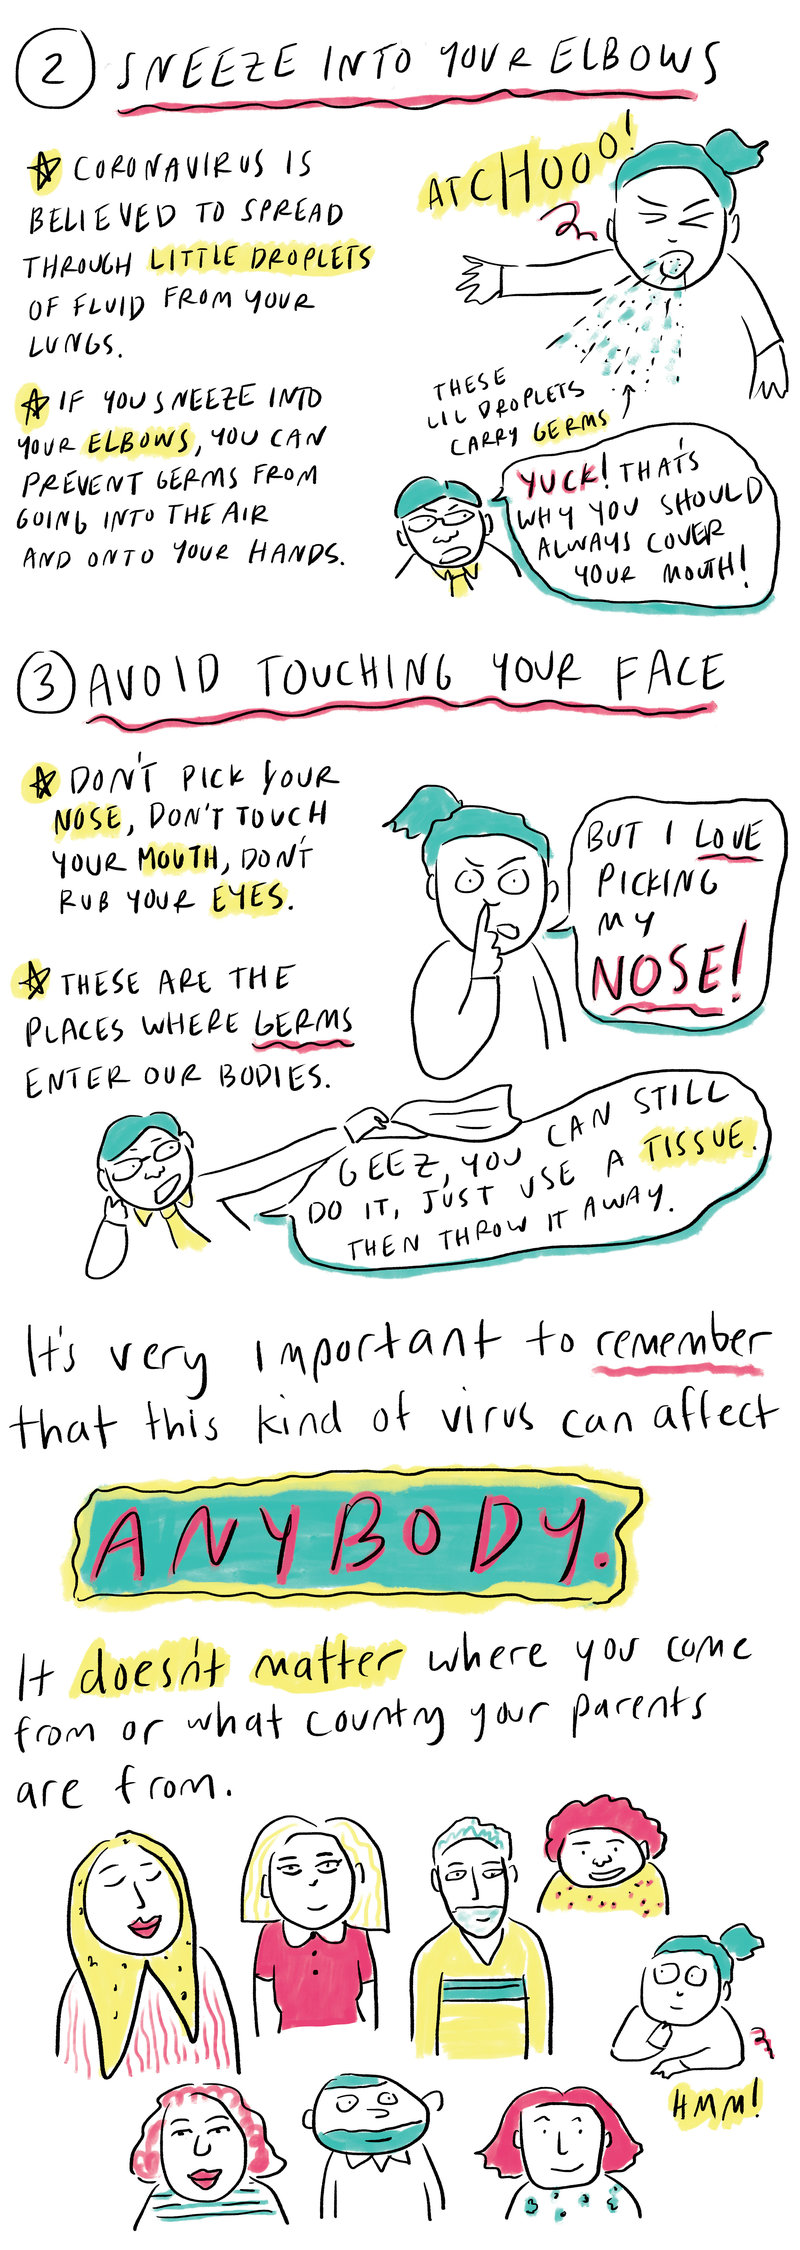 2 SNEEZE INTO YOUR ELBOWS
CORONAVIRUS IS
BELIEVED TO SPREAD
THROUGH LITTLE DROPLETS
OF FLUID FROM YOUR
LUNGS.
ATCHOOO!
THESE
LIL DROPLETS
CARRY GERMS
IF YOU SNEEZE INTO
YOUR ELBOWS, YOU CAN
PREVENT GERMS FROM
GOING INTO THE AIR
AND ONTO YOUR HANDS.
YUCK! THAT'S
WHY YOU SHOULD
ALWAYS COVER
YOUR MOUTH!
3 AVOID TOUCHING YOUR FACE
DON'T PICK YOUR
NOSE, DON'T TOUCH
YOUR MOUTH, DON'T
RUB YOUR EYES.
BUT I LOVE
PICKING
MY
NOSE!
THESE ARE THE
PLACES WHERE GERMS
ENTER OUR BODIES.
GEEZ, YOU CAN STILL
DO IT, JUST USE A TISSUE.
THEN THROW IT AWAY.
It's very important to remember
that this kind of virus can affect
ANYBODY.
It doesn't matter where you come
from or what country your parents
are from.
HMM!